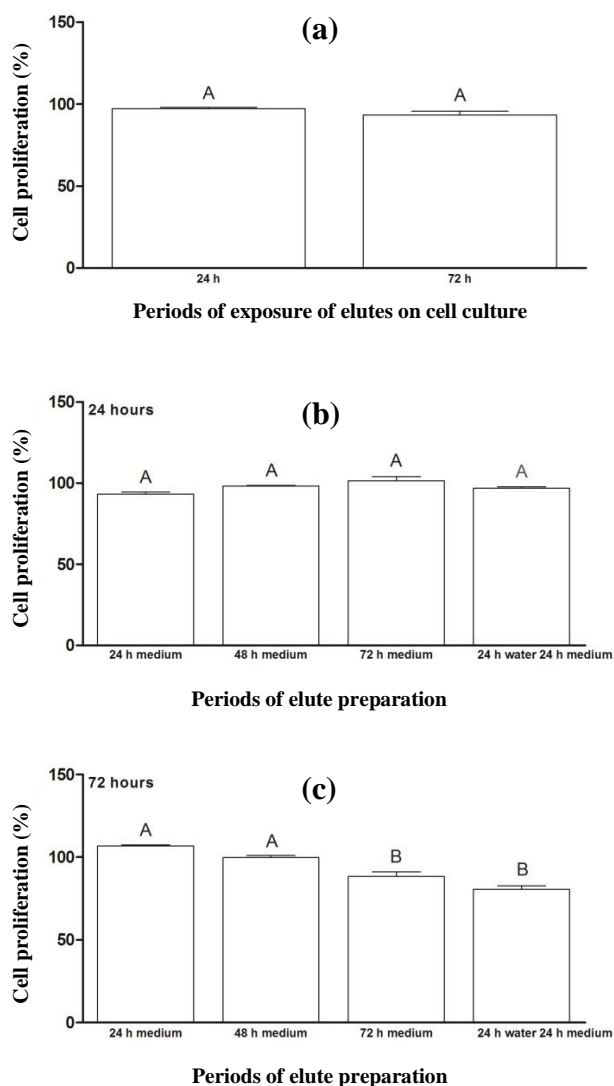 (a)
Cell proliferation (%)
150
100
50
0
A
A
24 h
72 h
Periods of exposure of elutes on cell culture
(b)
24 hours
Cell proliferation (%)
150
100
50
0
A
A
A
A
24 h medium
48 h medium
72 h medium
24 h water 24 h medium
Periods of elute preparation
(c)
72 hours
Cell proliferation (%)
150
100
50
0
A
A
B
B
24 h medium
48 h medium
72 h medium
24 h water 24 h medium
Periods of elute preparation